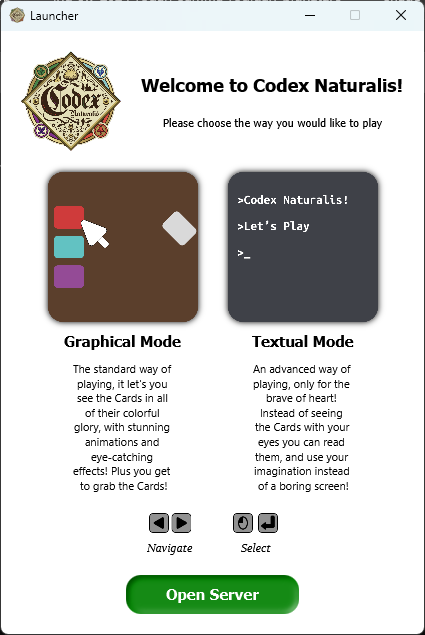 Launcher
Codex
Naturalis
Welcome to Codex Naturalis!
Please choose the way you would like to play
>Codex Naturalis!
>Let's Play
>_
Graphical Mode
The standard way of
playing, it let's you
see the Cards in all
of their colorful
glory, with stunning
animations and
eye-catching
effects! Plus you get
to grab the Cards!
Textual Mode
An advanced way of
playing, only for the
brave of heart!
Instead of seeing
the Cards with your
eyes you can read
them, and use your
imagination instead
of a boring screen!
Navigate
Select
Open Server